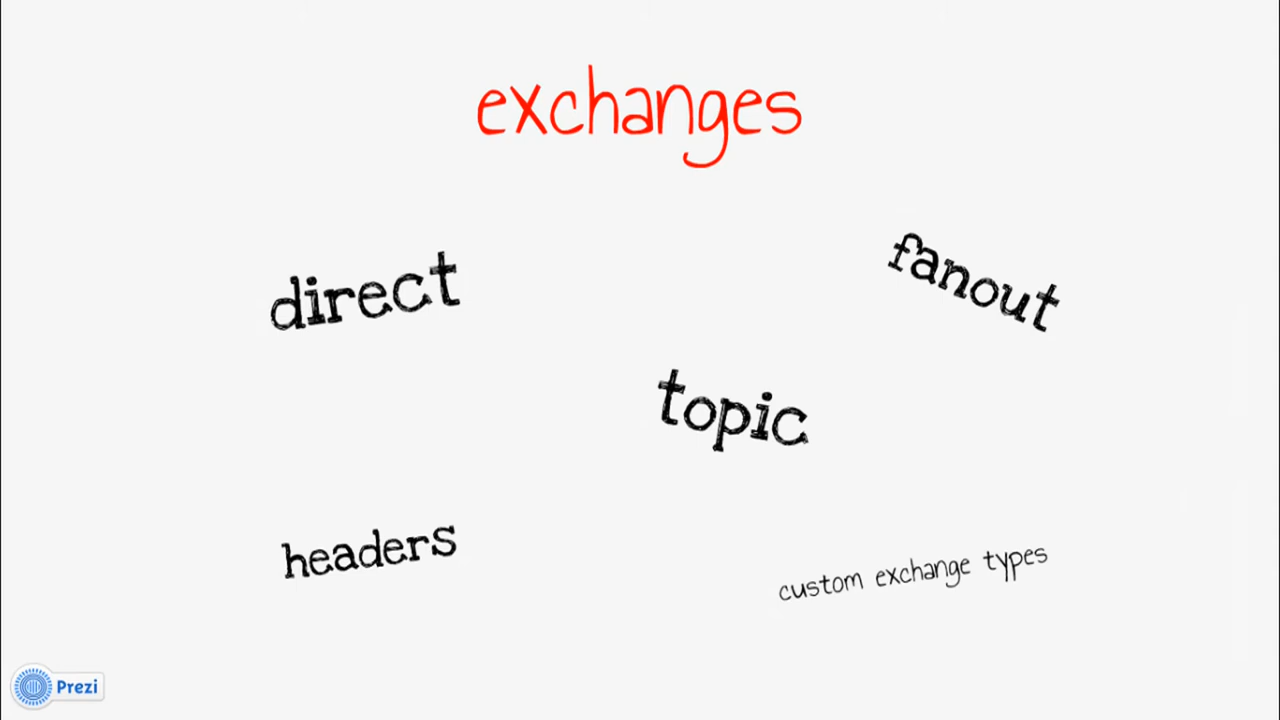 exchanges
direct
fanout
topic
headers
custom exchange types
Prezi